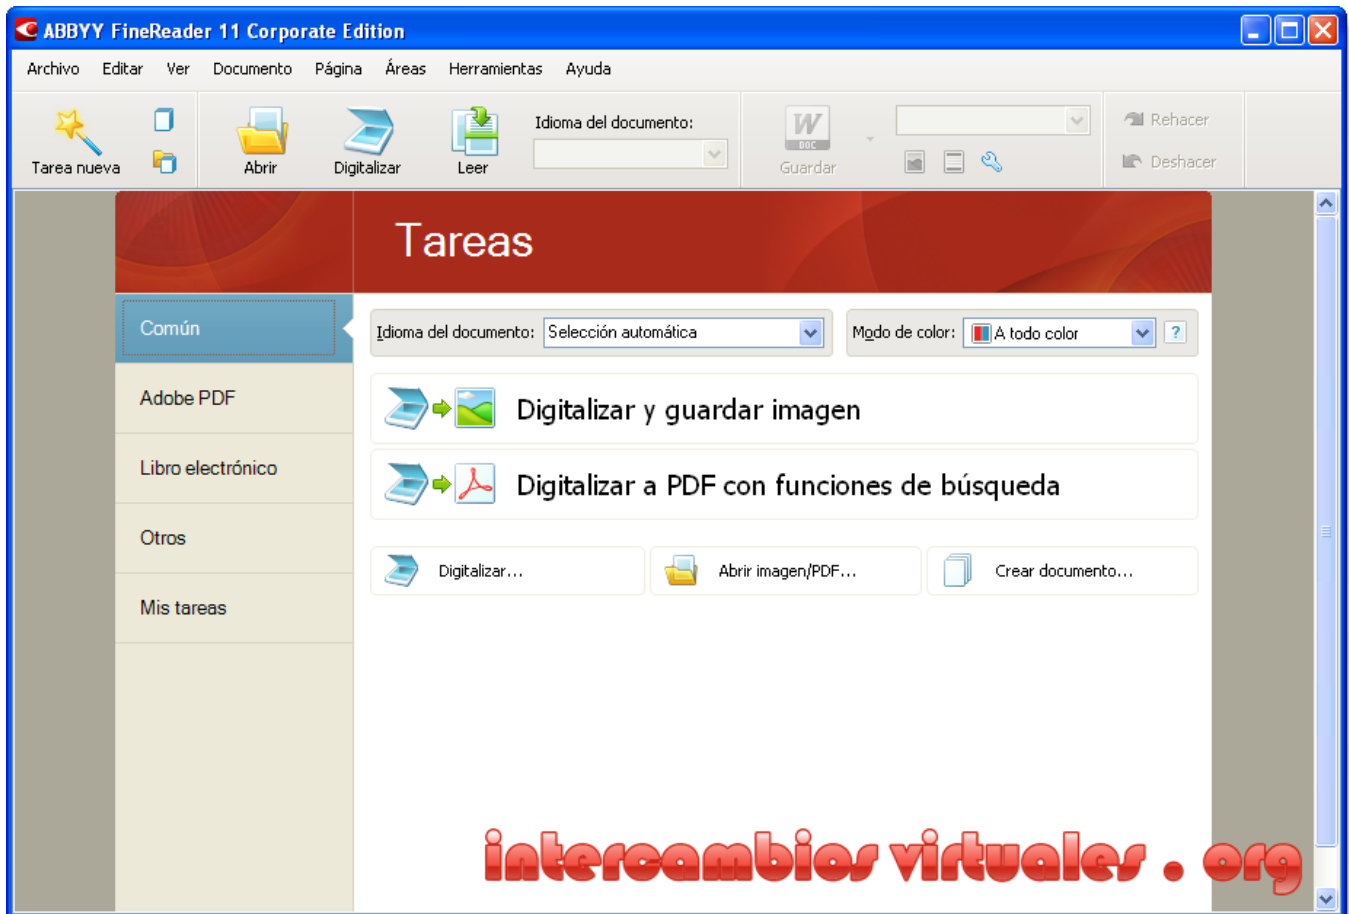 ABBYY FineReader 11 Corporate Edition
Archivo Editar Ver Documento Página Áreas Herramientas Ayuda
Tarea nueva
Abrir
Digitalizar
Leer
Idioma del documento:
W
DOC
Guardar
Rehacer
Deshacer
Tareas
Común
Adobe PDF
Libro electrónico
Otros
Mis tareas
Idioma del documento: Selección automática
Modo de color: A todo color ?
Digitalizar y guardar imagen
Digitalizar a PDF con funciones de búsqueda
Digitalizar...
Abrir imagen/PDF...
Crear documento...
intercambios virtuales . org